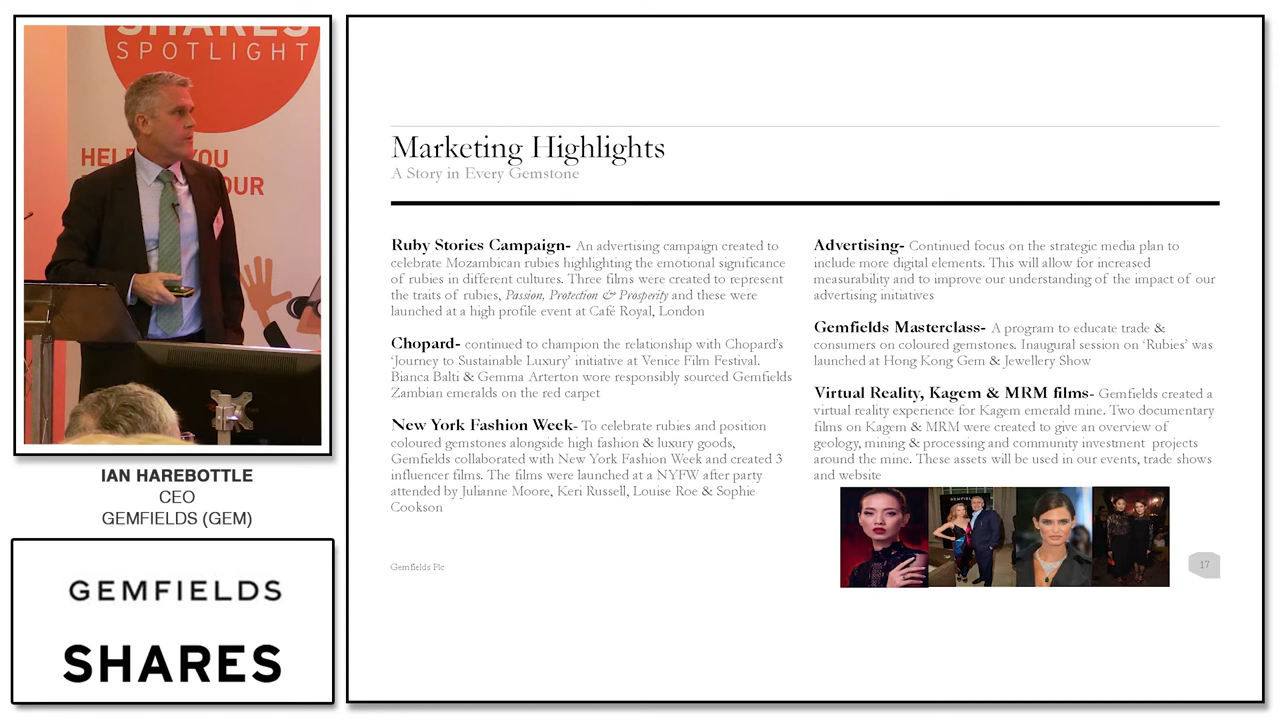 SHARES
SPOTLIGHT
YOU
OUR
IAN HAREBOTTLE
CEO
GEMFIELDS (GEM)
GEMFIELDS
SHARES
Marketing Highlights
A Story in Every Gemstone
Ruby Stories Campaign- An advertising campaign created to
celebrate Mozambican rubies highlighting the emotional significance
of rubies in different cultures. Three films were created to represent
the traits of rubies, Passion, Protection & Prosperity and these were
launched at a high profile event at Café Royal, London
Chopard- continued to champion the relationship with Chopard's
'Journey to Sustainable Luxury' initiative at Venice Film Festival.
Bianca Balti & Gemma Arterton wore responsibly sourced Gemfields
Zambian emeralds on the red carpet
New York Fashion Week- To celebrate rubies and position
coloured gemstones alongside high fashion & luxury goods,
Gemfields collaborated with New York Fashion Week and created 3
influencer films. The films were launched at a NYFW after party
attended by Julianne Moore, Keri Russell, Louise Roe & Sophie
Cookson
Advertising- Continued focus on the strategic media plan to
include more digital elements. This will allow for increased
measurability and to improve our understanding of the impact of our
advertising initiatives
Gemfields Masterclass- A program to educate trade &
consumers on coloured gemstones. Inaugural session on 'Rubies' was
launched at Hong Kong Gem & Jewellery Show
Virtual Reality, Kagem & MRM films- Gemfields created a
virtual reality experience for Kagem emerald mine. Two documentary
films on Kagem & MRM were created to give an overview of
geology, mining & processing and community investment projects
around the mine. These assets will be used in our events, trade shows
and website
Gemfields Plc
17